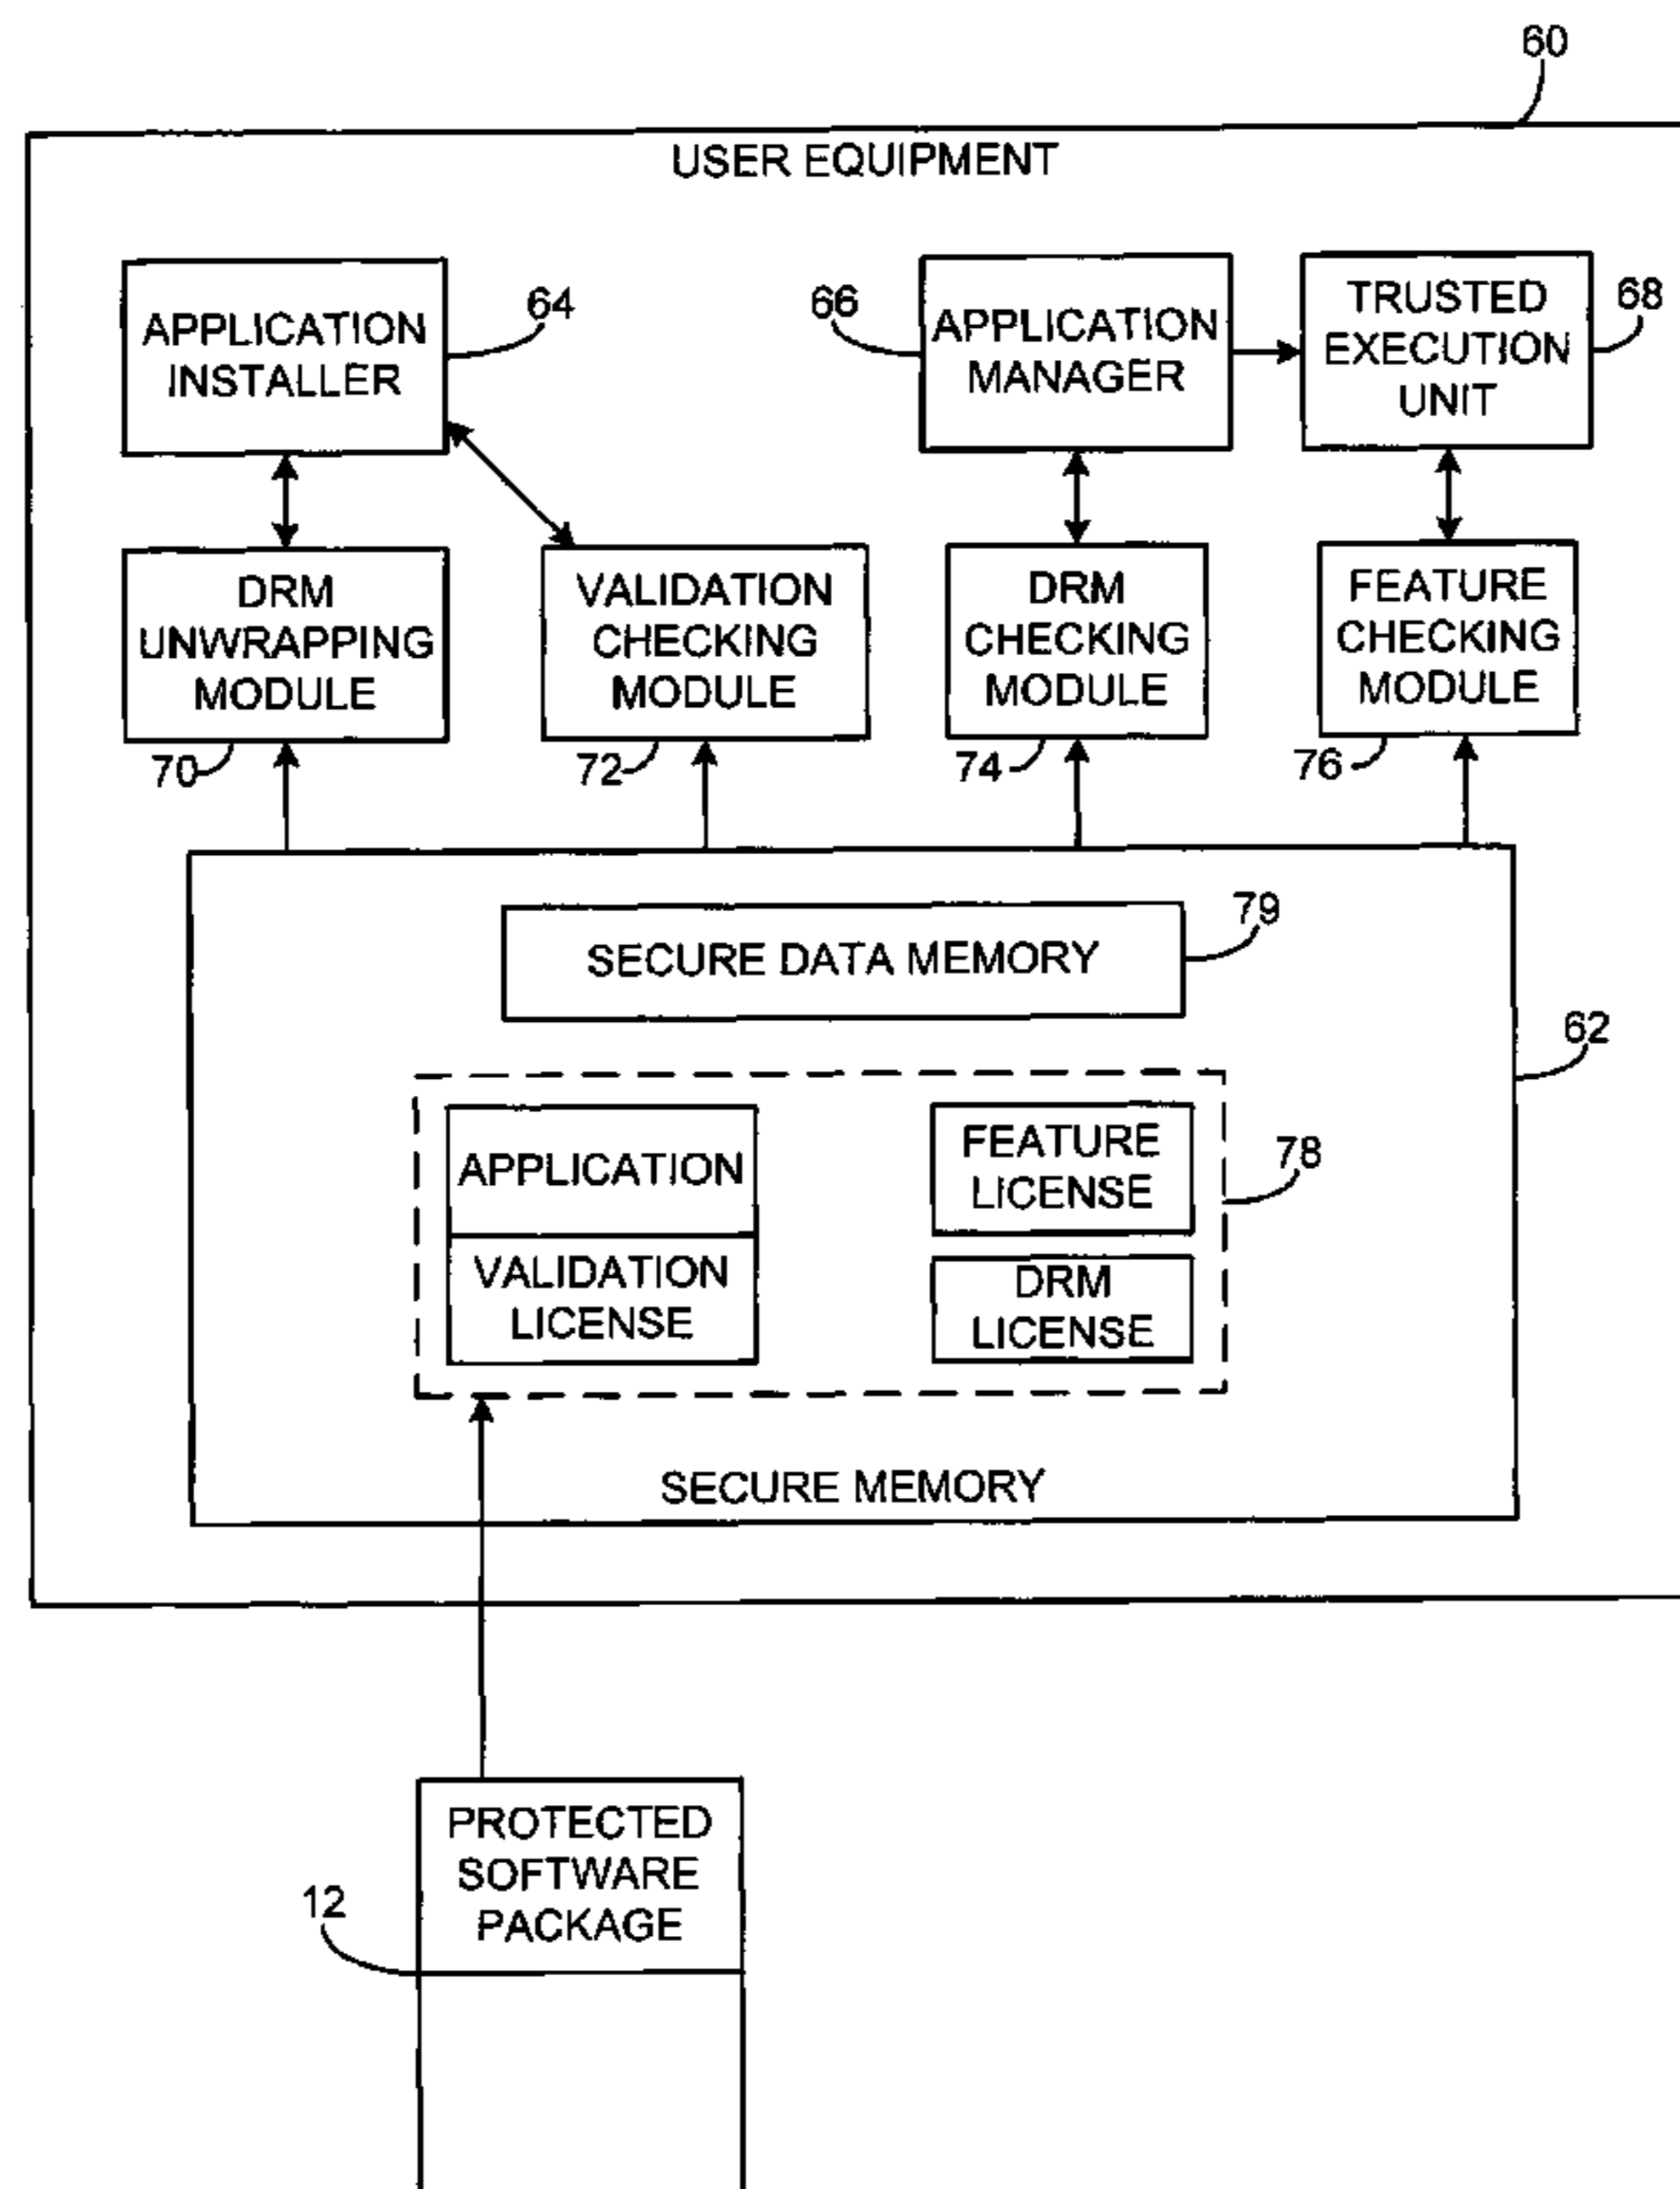 60
USER EQUIPMENT
APPLICATION
INSTALLER
64
66
APPLICATION
MANAGER
TRUSTED
EXECUTION
UNIT
68
DRM
UNWRAPPING
MODULE
70
VALIDATION
CHECKING
MODULE
72
DRM
CHECKING
MODULE
74
FEATURE
CHECKING
MODULE
76
SECURE DATA MEMORY
79
62
APPLICATION
VALIDATION
LICENSE
FEATURE
LICENSE
DRM
LICENSE
78
SECURE MEMORY
PROTECTED
SOFTWARE
PACKAGE
12